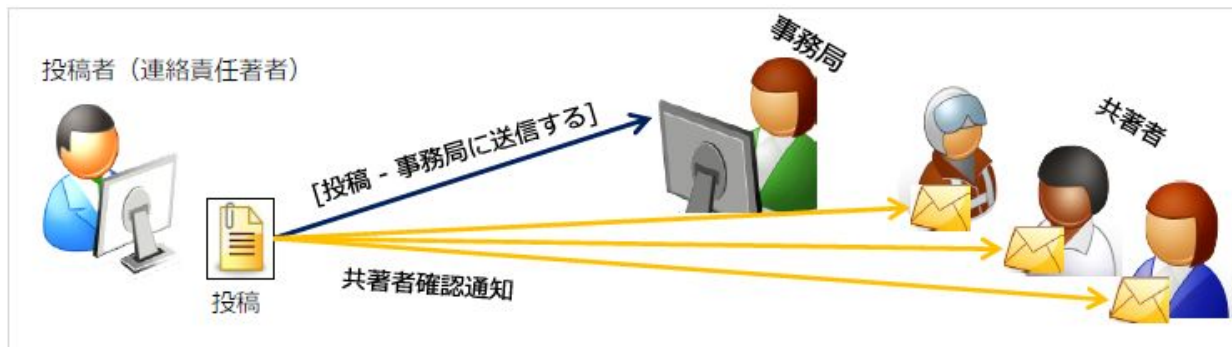 投稿者（連絡責任著者）
事務局
共著者
[投稿 - 事務局に送信する]
共著者確認通知
投稿